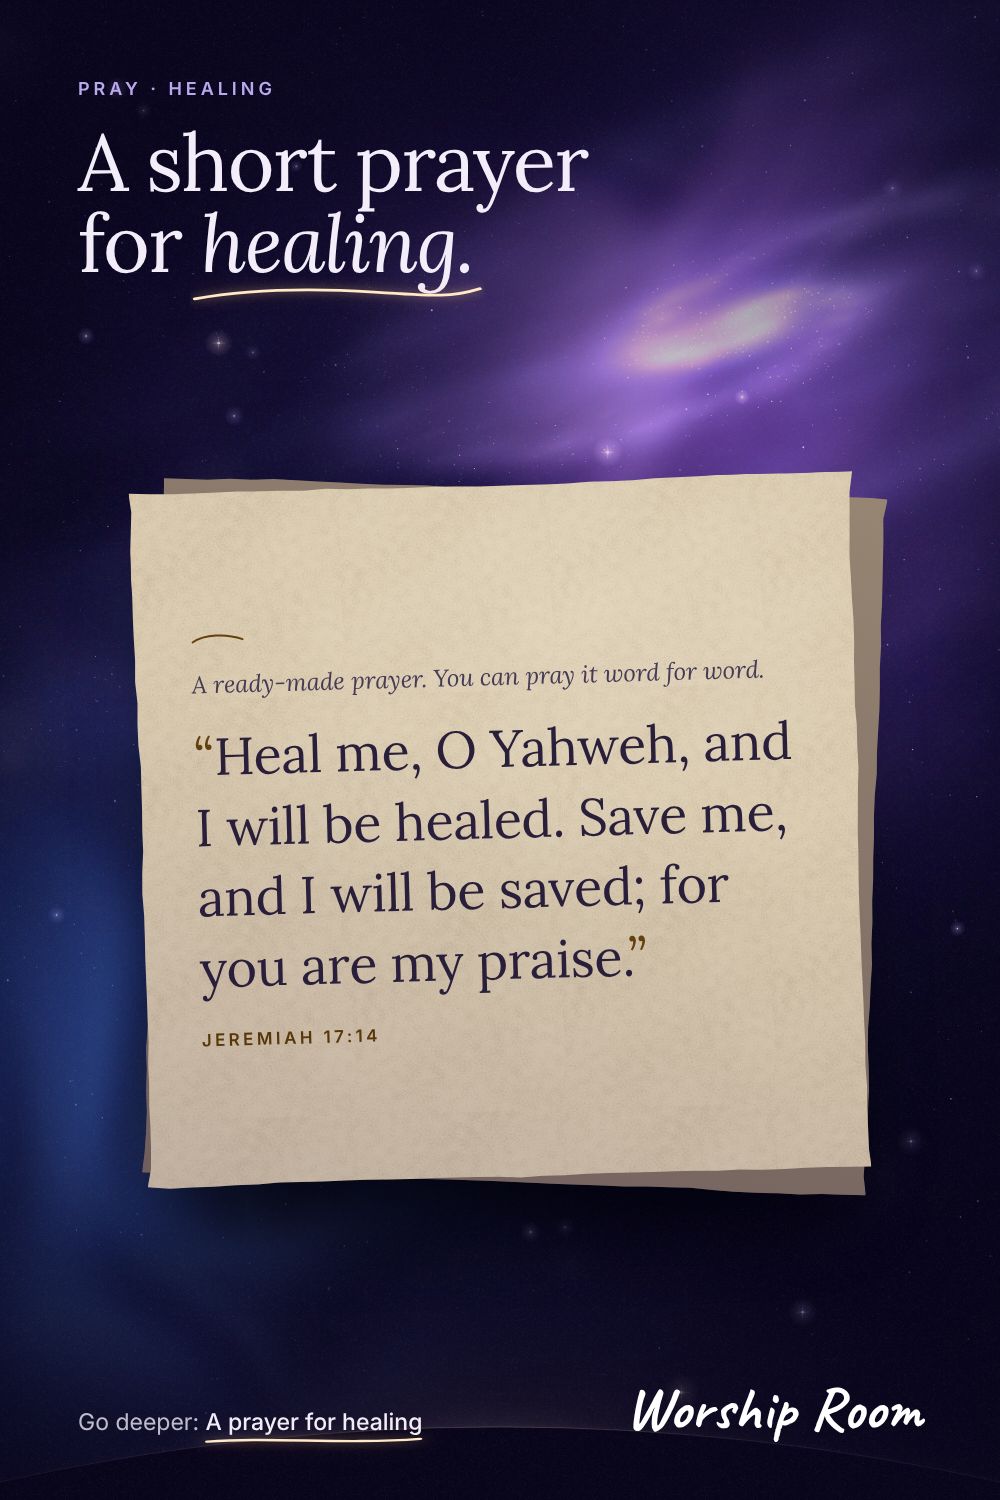 PRAY · HEALING
A short prayer
for healing.
A ready-made prayer. You can pray it word for word.
“Heal me, O Yahweh, and
I will be healed. Save me,
and I will be saved; for
you are my praise.”
JEREMIAH 17:14
Go deeper: A prayer for healing
Worship Room